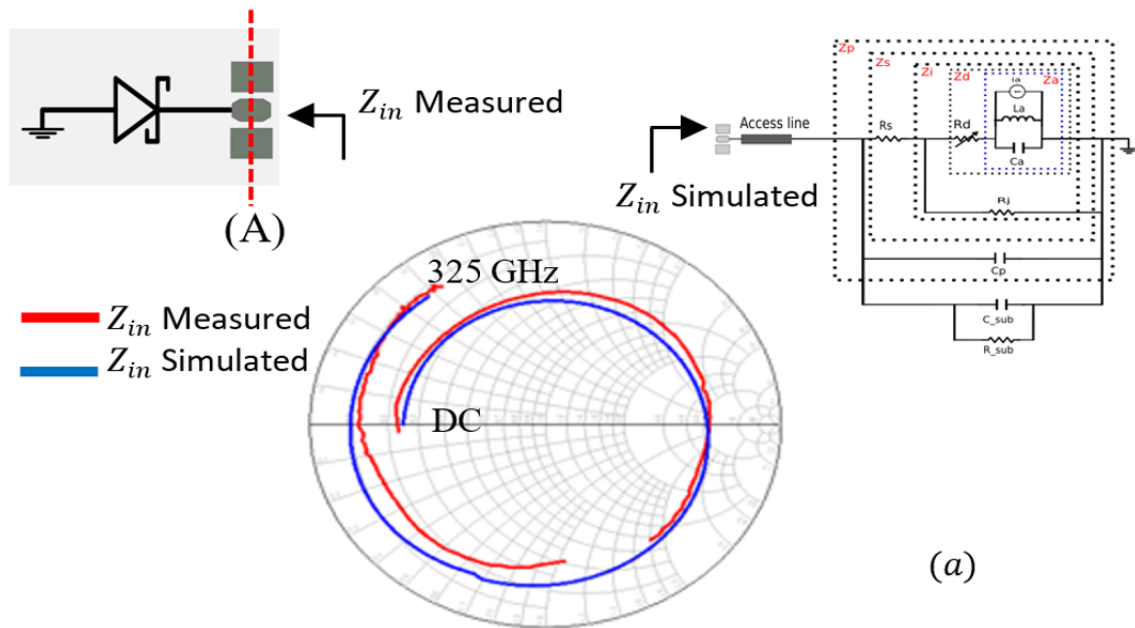 Z_in Measured
(A)
Z_in Simulated
Access line
Zp
Zs
Zi
Zd
Za
ia
La
Ca
Rs
Rd
Rj
Cp
C_sub
R_sub
Z_in Measured
Z_in Simulated
325 GHz
DC
(a)